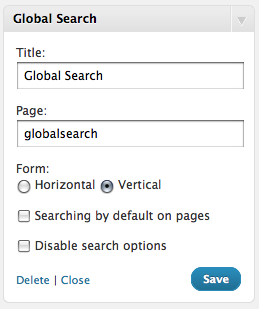 Global Search
Title:
Global Search
Page:
globalsearch
Form:
Horizontal Vertical
Searching by default on pages
Disable search options
Delete | Close Save